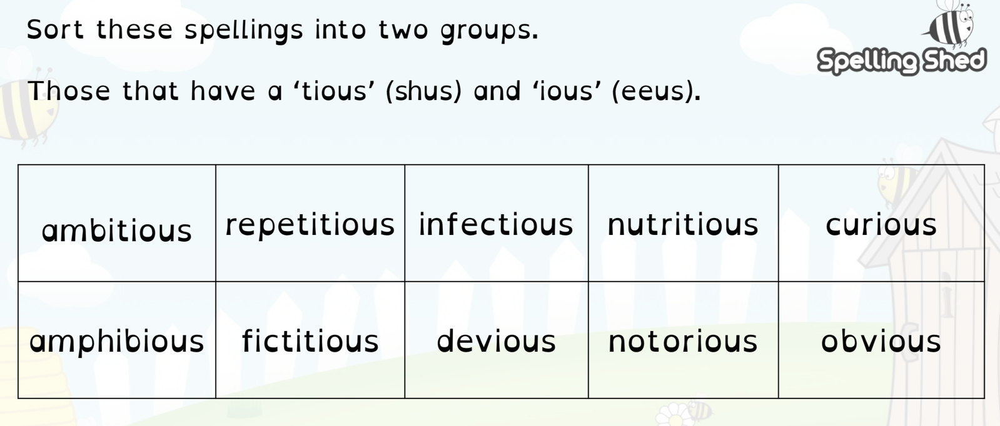 Sort these spellings into two groups.
Spelling Shed
Those that have a ‘tious’ (shus) and ‘ious’ (eeus).
ambitious repetitious infectious nutritious curious
amphibious fictitious devious notorious obvious